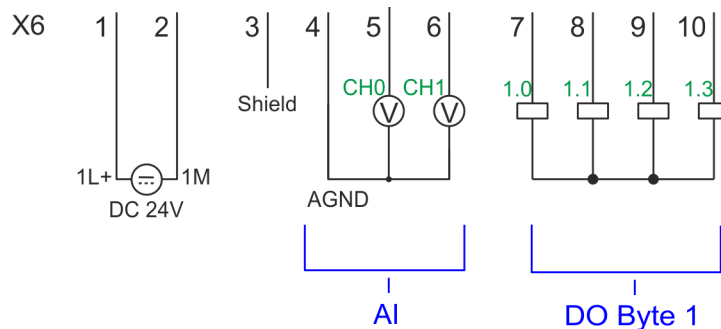 X6 1 2 3 4 5 6 7 8 9 10
CH0 CH1 1.0 1.1 1.2 1.3
Shield
V V
1L+ 1M
DC 24V
AGND
AI
DO Byte 1